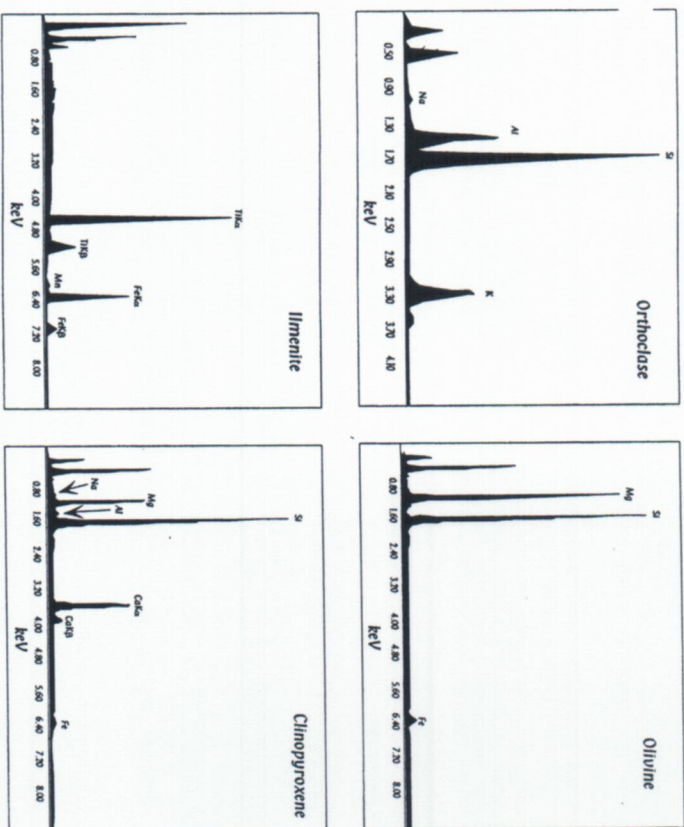 Orthoclase
Si
Al
K
Na
0.50 0.90 1.30 1.70 2.10 2.50 2.90 3.30 3.70 4.10
keV
Olivine
Si
Mg
Fe
0.80 1.60 2.40 3.20 4.00 4.80 5.60 6.40 7.20 8.00
keV
Ilmenite
TiKα
FeKα
TiKβ
Mn
FeKβ
0.80 1.60 2.40 3.20 4.00 4.80 5.60 6.40 7.20 8.00
keV
Clinopyroxene
Si
Mg
CaKα
Al
Na
CaKβ
Fe
0.80 1.60 2.40 3.20 4.00 4.80 5.60 6.40 7.20 8.00
keV